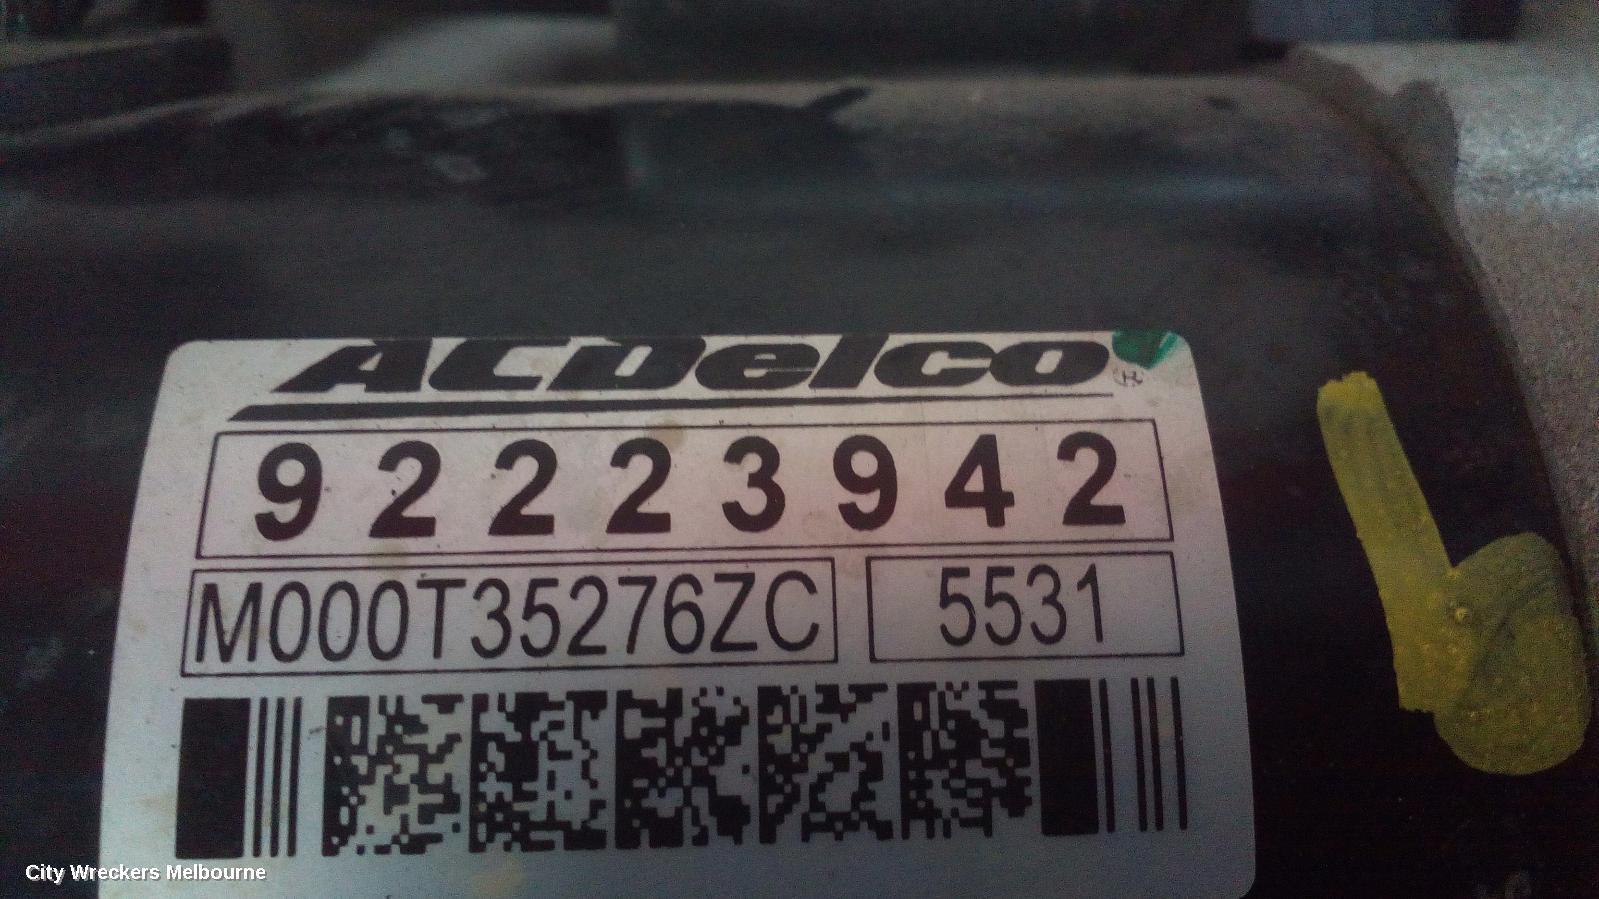 ACDelco®
92223942
M000T35276ZC 5531
City Wreckers Melbourne